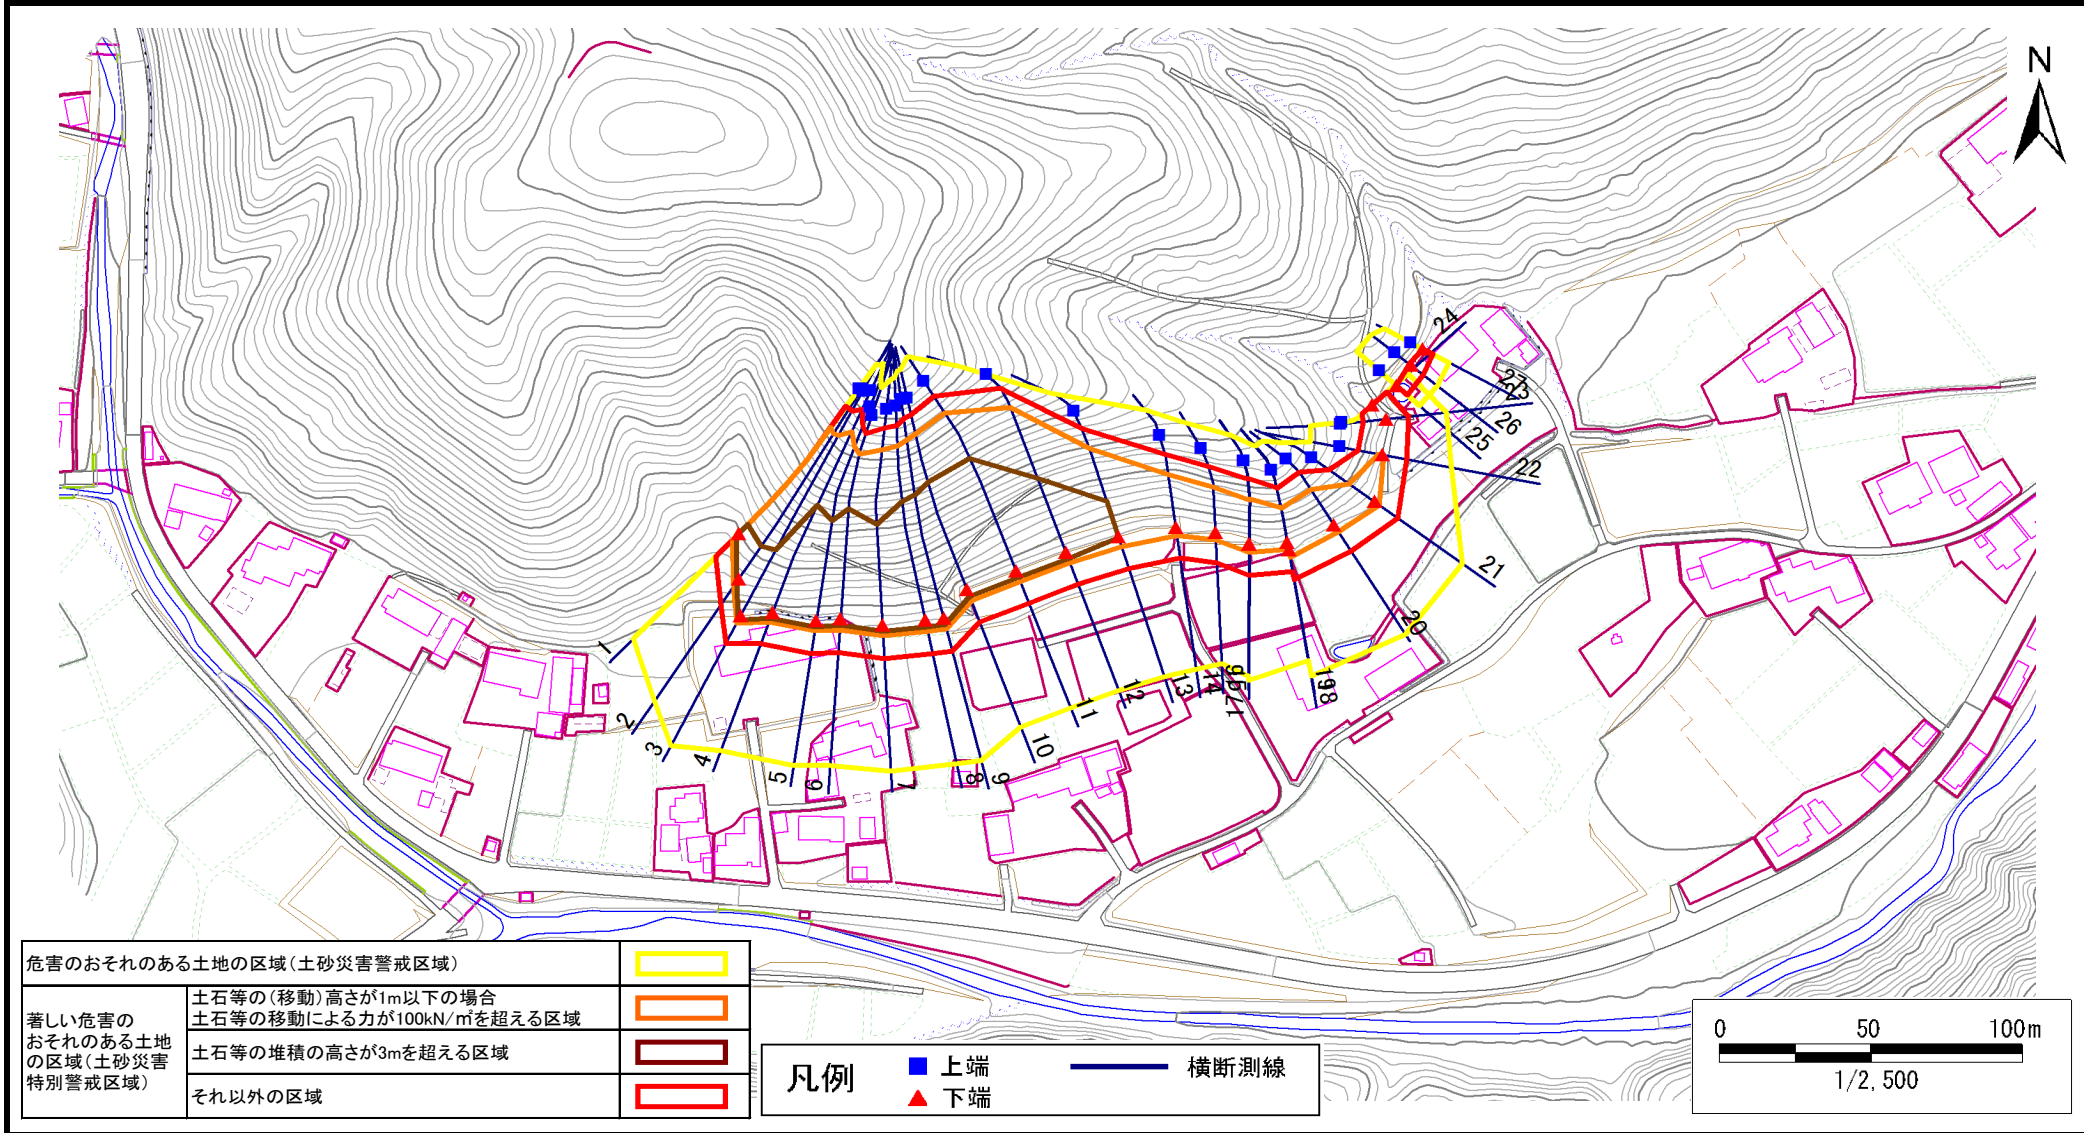 N
24
27
23
26
25
22
21
20
1
2
3
4
5
6
7
8
9
10
11
12
13
14
17
18
危害のおそれのある土地の区域(土砂災害警戒区域)
著しい危害の
おそれのある土地
の区域(土砂災害
特別警戒区域)
土石等の(移動)高さが1m以下の場合
土石等の移動による力が100kN/㎡を超える区域
土石等の堆積の高さが3mを超える区域
それ以外の区域
凡例
上端
下端
横断測線
0 50 100m
1/2,500